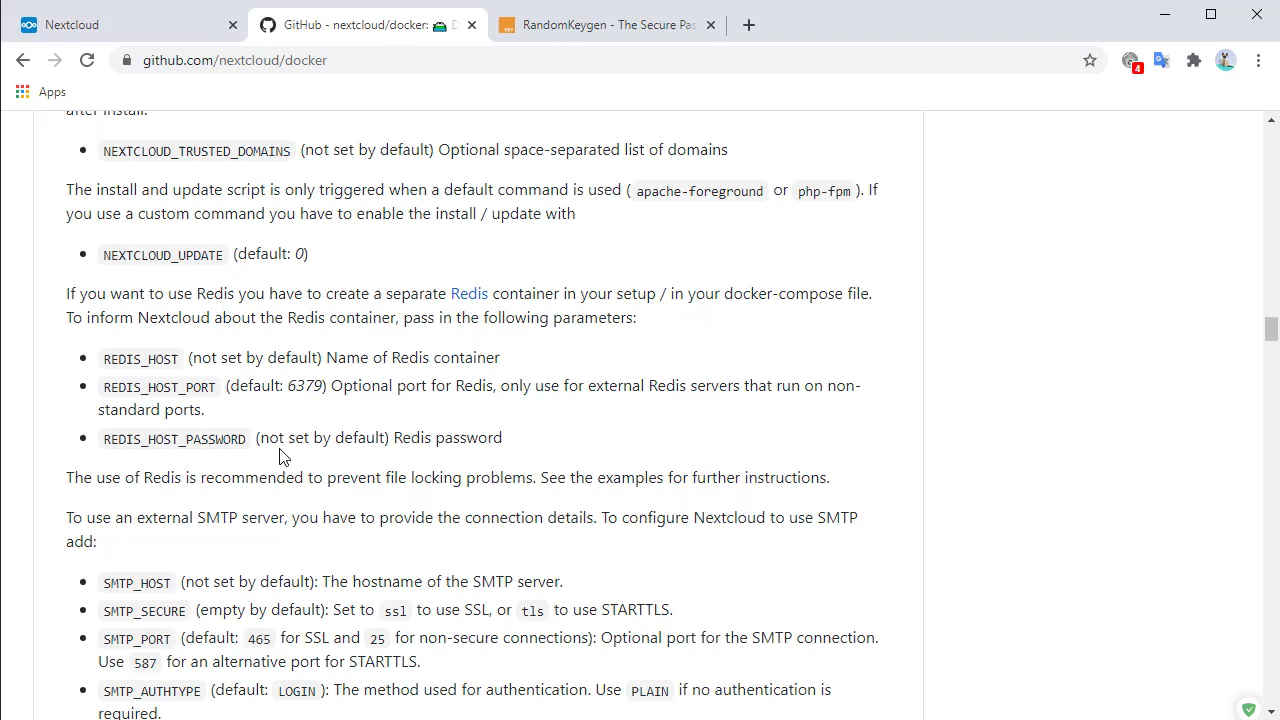 Nextcloud
GitHub - nextcloud/docker: D
RandomKeygen - The Secure Pas
github.com/nextcloud/docker
4
Apps
after install.
• NEXTCLOUD_TRUSTED_DOMAINS (not set by default) Optional space-separated list of domains
The install and update script is only triggered when a default command is used ( apache-foreground or php-fpm ). If
you use a custom command you have to enable the install / update with
• NEXTCLOUD_UPDATE (default: 0)
If you want to use Redis you have to create a separate Redis container in your setup / in your docker-compose file.
To inform Nextcloud about the Redis container, pass in the following parameters:
• REDIS_HOST (not set by default) Name of Redis container
• REDIS_HOST_PORT (default: 6379) Optional port for Redis, only use for external Redis servers that run on non-
standard ports.
• REDIS_HOST_PASSWORD (not set by default) Redis password
The use of Redis is recommended to prevent file locking problems. See the examples for further instructions.
To use an external SMTP server, you have to provide the connection details. To configure Nextcloud to use SMTP
add:
• SMTP_HOST (not set by default): The hostname of the SMTP server.
• SMTP_SECURE (empty by default): Set to ssl to use SSL, or tls to use STARTTLS.
• SMTP_PORT (default: 465 for SSL and 25 for non-secure connections): Optional port for the SMTP connection.
Use 587 for an alternative port for STARTTLS.
• SMTP_AUTHTYPE (default: LOGIN ): The method used for authentication. Use PLAIN if no authentication is
required.